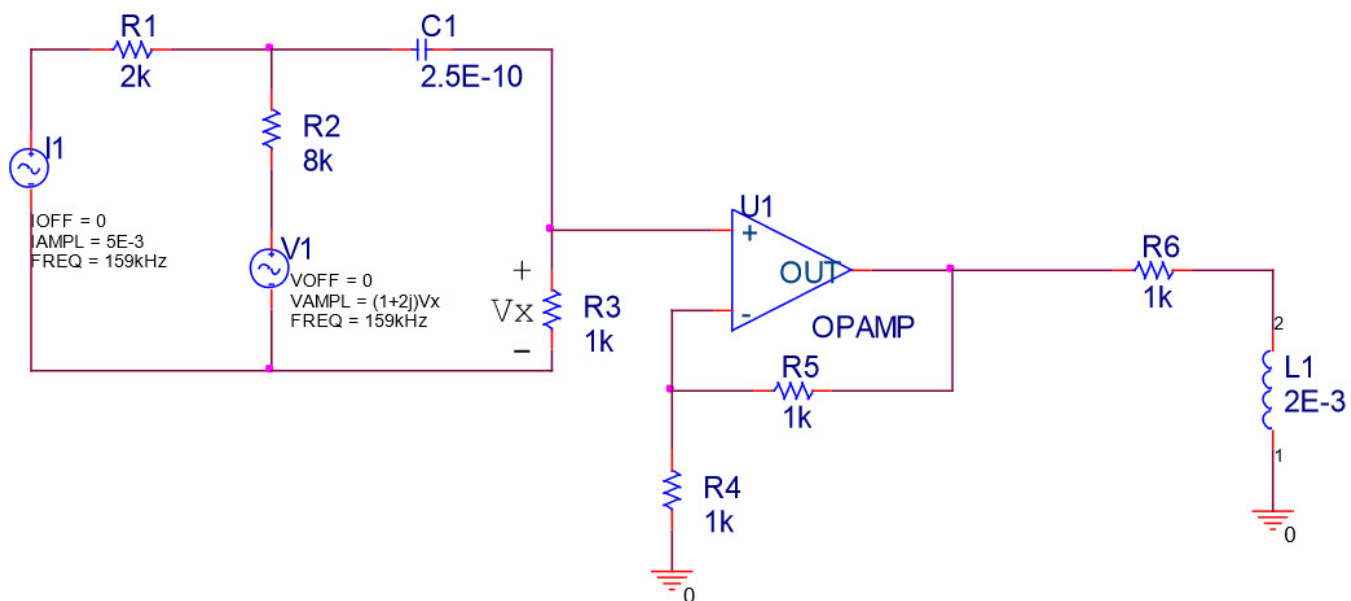 R1
2k
C1
2.5E-10
R2
8k
I1
IOFF = 0
IAMPL = 5E-3
FREQ = 159kHz
V1
VOFF = 0
VAMPL = (1+2j)Vx
FREQ = 159kHz
+
Vx
−
R3
1k
U1
+
OUT
-
OPAMP
R5
1k
R4
1k
0
R6
1k
2
L1
2E-3
1
0